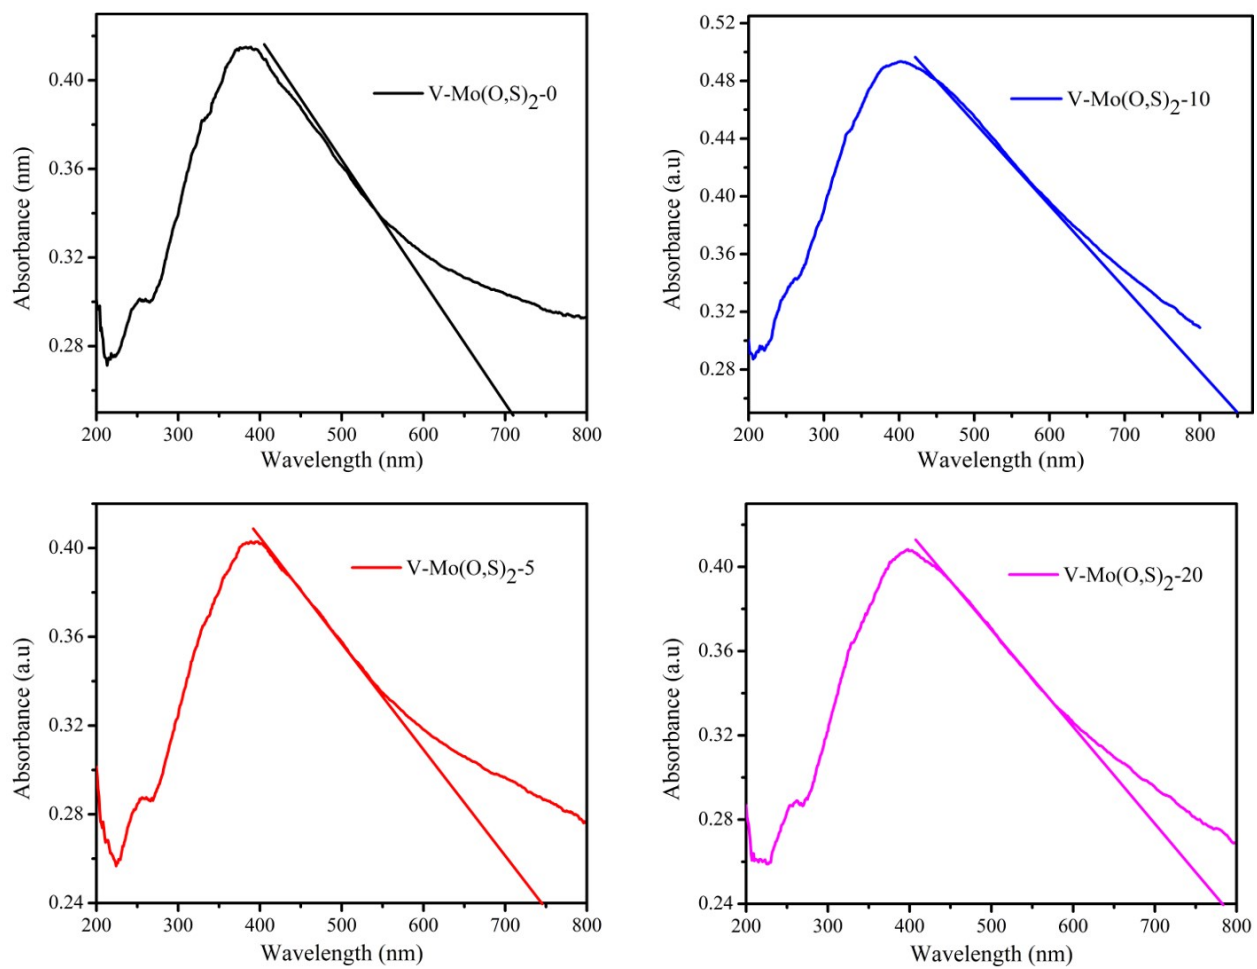 0.40
0.36
0.32
0.28
Absorbance (nm)
V-Mo(O,S)2-0
200 300 400 500 600 700 800
Wavelength (nm)
0.52
0.48
0.44
0.40
0.36
0.32
0.28
Absorbance (a.u)
V-Mo(O,S)2-10
200 300 400 500 600 700 800
Wavelength (nm)
0.40
0.36
0.32
0.28
0.24
Absorbance (a.u)
V-Mo(O,S)2-5
200 300 400 500 600 700 800
Wavelength (nm)
0.40
0.36
0.32
0.28
0.24
Absorbance (a.u)
V-Mo(O,S)2-20
200 300 400 500 600 700 800
Wavelength (nm)